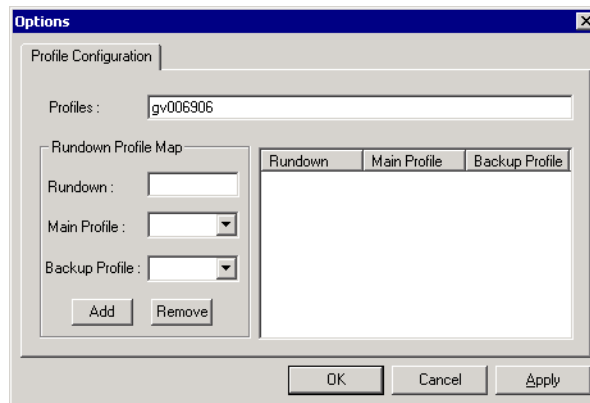 Options
Profile Configuration
Profiles : gv006906
Rundown Profile Map
Rundown :
Main Profile :
Backup Profile :
Add Remove
Rundown Main Profile Backup Profile
OK Cancel Apply